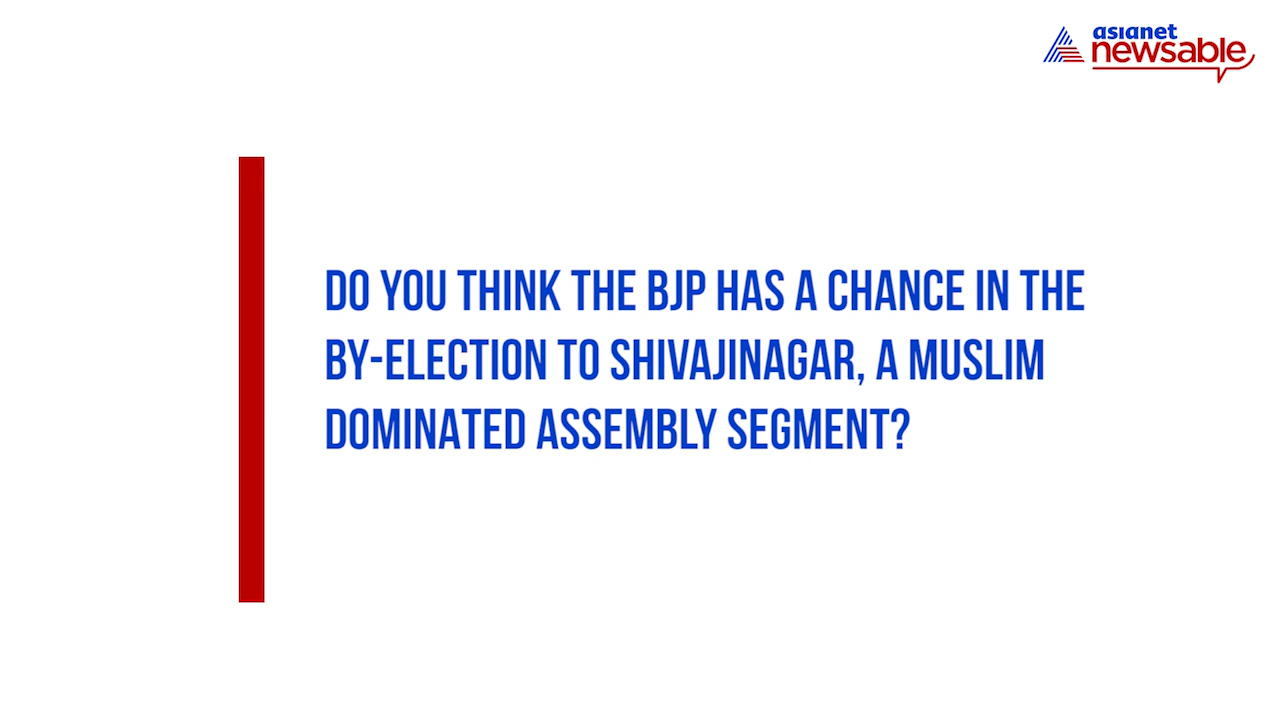 asianet
newsable
DO YOU THINK THE BJP HAS A CHANCE IN THE
BY-ELECTION TO SHIVAJINAGAR, A MUSLIM
DOMINATED ASSEMBLY SEGMENT?